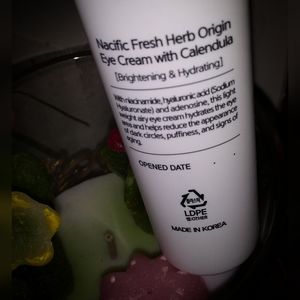 Nacific Fresh Herb Origin
Eye Cream with Calendula
[Brightening & Hydrating]
With niacinamide, hyaluronic acid (Sodium
Hyaluronate) and adenosine, this light
weight airy eye cream hydrates the eye
area and helps reduce the appearance
of dark circles, puffiness, and signs of
aging.
OPENED DATE
LDPE
MADE IN KOREA